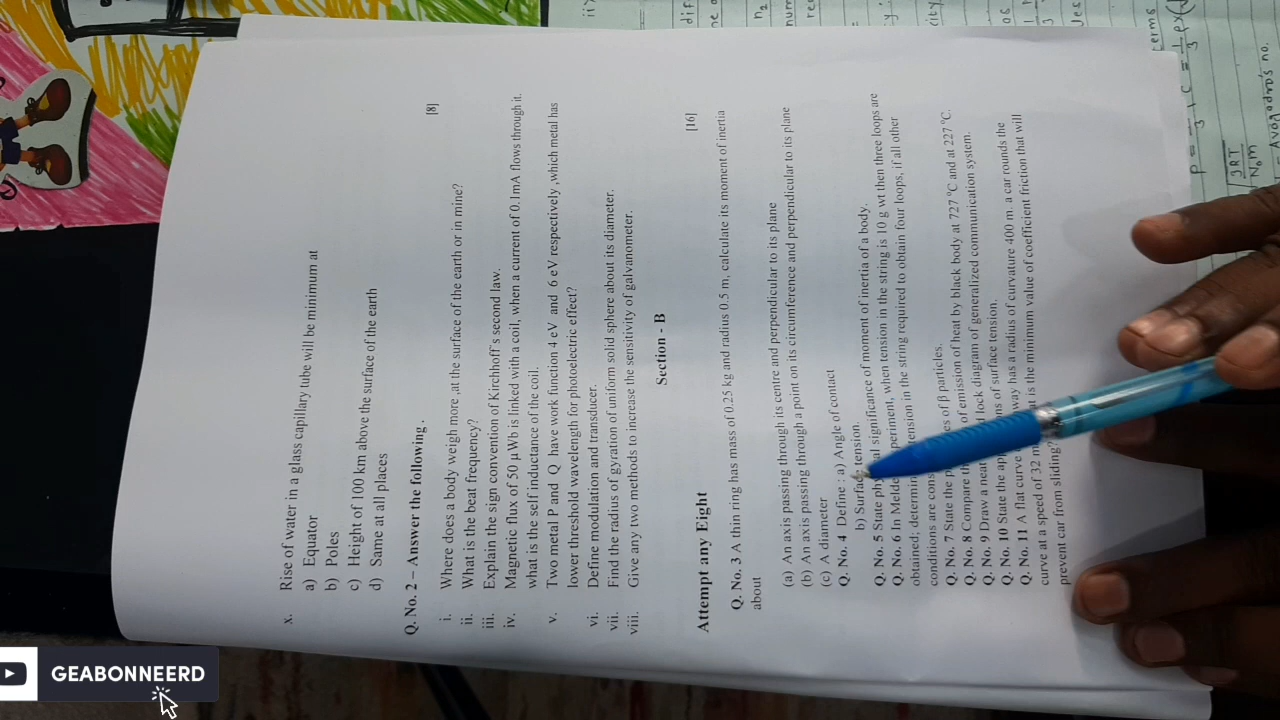 x. Rise of water in a glass capillary tube will be minimum at
a) Equator
b) Poles
c) Height of 100 km above the surface of the earth
d) Same at all places
Q. No. 2 – Answer the following . [8]
i. Where does a body weigh more ,at the surface of the earth or in mine?
ii. What is the beat frequency?
iii. Explain the sign convention of Kirchhoff's second law.
iv. Magnetic flux of 50 μWb is linked with a coil, when a current of 0.1mA flows through it.
what is the self inductance of the coil.
v. Two metal P and Q have work function 4 eV and 6 eV respectively ,which metal has
lower threshold wavelength for photoelectric effect?
vi. Define modulation and transducer.
vii. Find the radius of gyration of uniform solid sphere about its diameter.
viii. Give any two methods to increase the sensitivity of galvanometer.
Section - B
Attempt any Eight [16]
Q. No. 3 A thin ring has mass of 0.25 kg and radius 0.5 m, calculate its moment of inertia
about
(a) An axis passing through its centre and perpendicular to its plane
(b) An axis passing through a point on its circumference and perpendicular to its plane
(c) A diameter
Q. No. 4 Define : a) Angle of contact
b) tension.
Q. No. 5 State significance of moment of inertia of a body.
Q. No. 6 In when tension in the string is 10 g wt then three loops are
obtained; tension in the string required to obtain four loops, if all other
conditions are
Q. No. 7 State the of β particles.
Q. No. 8 Compare of emission of heat by black body at 727 °C and at 227 °C.
Q. No. 9 Draw a neat diagram of generalized communication system.
Q. No. 10 State the of surface tension.
Q. No. 11 A flat curve has a radius of curvature 400 m. a car rounds the
curve at a speed of 32 is the minimum value of coefficient friction that will
prevent car from sliding?
ii)
n2
3RT
N₀m
Avagadro's no.
GEABONNEERD